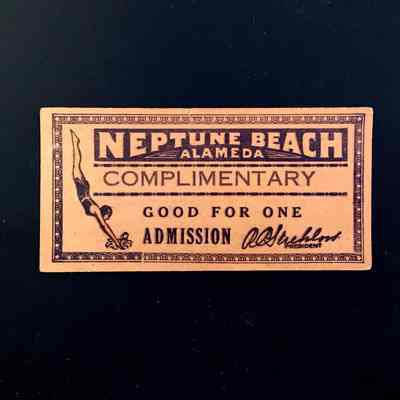 NEPTUNE BEACH
ALAMEDA
COMPLIMENTARY
GOOD FOR ONE
ADMISSION
PRESIDENT